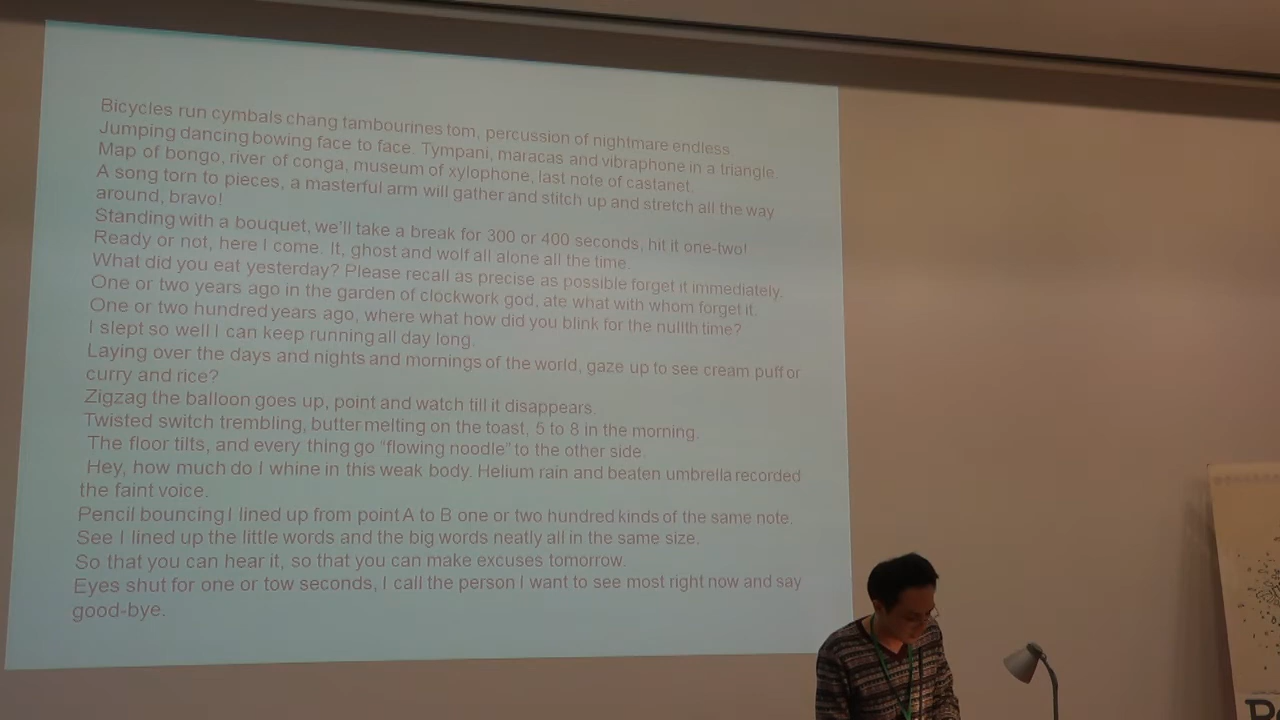 Bicycles run cymbals chang tambourines tom, percussion of nightmare endless.
Jumping dancing bowing face to face. Tympani, maracas and vibraphone in a triangle.
Map of bongo, river of conga, museum of xylophone, last note of castanet.
A song torn to pieces, a masterful arm will gather and stitch up and stretch all the way
around, bravo!
Standing with a bouquet, we'll take a break for 300 or 400 seconds, hit it one-two!
Ready or not, here I come. It, ghost and wolf all alone all the time.
What did you eat yesterday? Please recall as precise as possible forget it immediately.
One or two years ago in the garden of clockwork god, ate what with whom forget it.
One or two hundred years ago, where what how did you blink for the nullth time?
I slept so well I can keep running all day long.
Laying over the days and nights and mornings of the world, gaze up to see cream puff or
curry and rice?
Zigzag the balloon goes up, point and watch till it disappears.
Twisted switch trembling, butter melting on the toast, 5 to 8 in the morning.
The floor tilts, and every thing go "flowing noodle" to the other side.
Hey, how much do I whine in this weak body. Helium rain and beaten umbrella recorded
the faint voice.
Pencil bouncing I lined up from point A to B one or two hundred kinds of the same note.
See I lined up the little words and the big words neatly all in the same size.
So that you can hear it, so that you can make excuses tomorrow.
Eyes shut for one or tow seconds, I call the person I want to see most right now and say
good-bye.